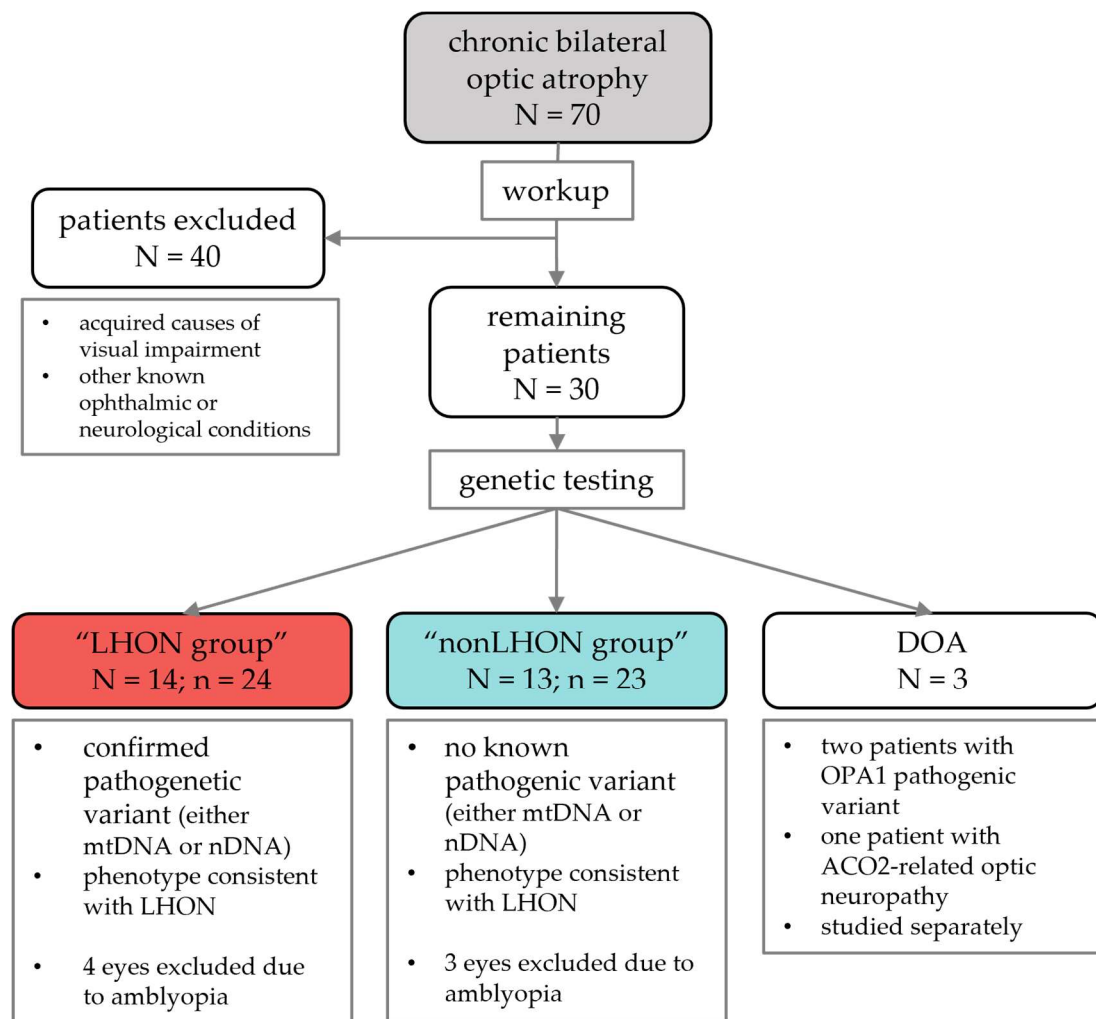 chronic bilateral
optic atrophy
N = 70
workup
patients excluded
N = 40
• acquired causes of
visual impairment
• other known
ophthalmic or
neurological conditions
remaining
patients
N = 30
genetic testing
“LHON group”
N = 14; n = 24
• confirmed
pathogenetic
variant (either
mtDNA or nDNA)
• phenotype consistent
with LHON
• 4 eyes excluded due
to amblyopia
“nonLHON group”
N = 13; n = 23
• no known
pathogenic variant
(either mtDNA or
nDNA)
• phenotype consistent
with LHON
• 3 eyes excluded due to
amblyopia
DOA
N = 3
• two patients with
OPA1 pathogenic
variant
• one patient with
ACO2-related optic
neuropathy
• studied separately